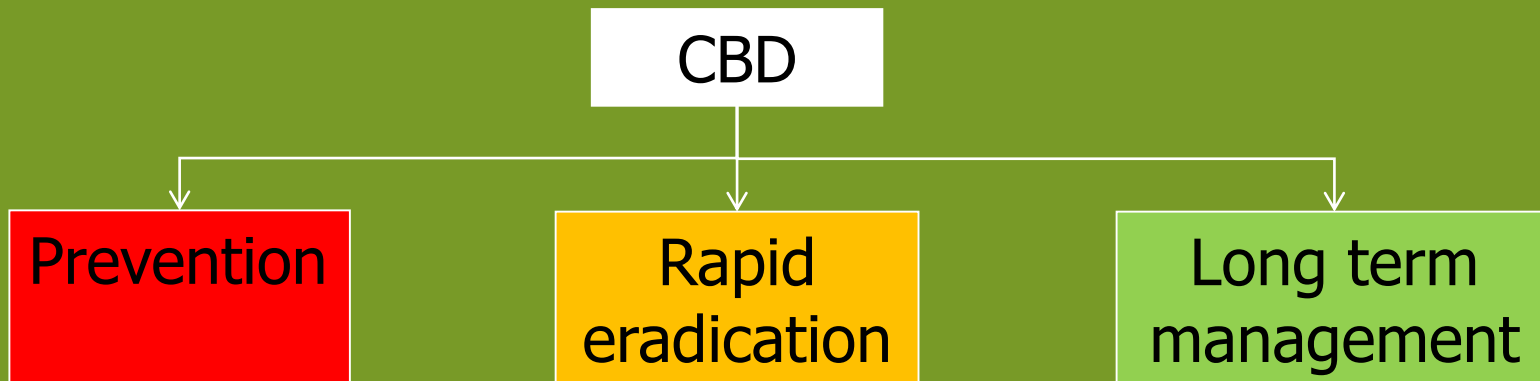 CBD
Prevention
Rapid
eradication
Long term
management